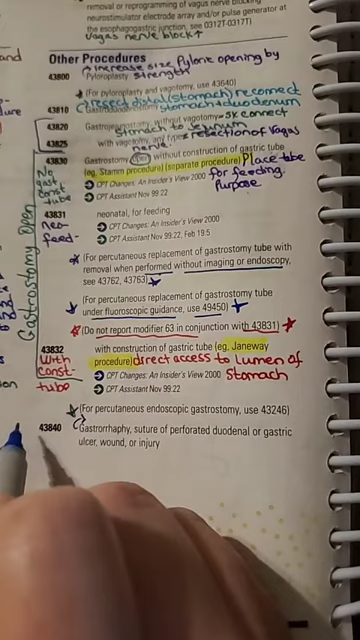 removal or reprogramming of vagus nerve blocking
neurostimulator electrode array and/or pulse generator at
the esophagogastric junction, see 0312T-0317T)
vagus nerve block
Other Procedures
increase size pyloric opening by
43800 Pyloroplasty strength
(For pyloroplasty and vagotomy, use 43640)
resect distal (stomach) reconnect
43810 Gastroduodenostomy stomach + duodenum
43820 Gastrojejunostomy; without vagotomy
connect
stomach to jejunum
43825 with vagotomy, any type resection of vagas
nerve
43830 Gastrostomy, open; without construction of gastric tube
(eg, Stamm procedure) (separate procedure) Place tube
for feeding
purpose
CPT Changes: An Insider's View 2000
CPT Assistant Nov 99:22
No
gast
const
tube
43831 neonatal, for feeding
neo-
feed-
CPT Changes: An Insider's View 2000
CPT Assistant Nov 99:22, Feb 19:5
Gastrostomy open
(For percutaneous replacement of gastrostomy tube with
removal when performed without imaging or endoscopy,
see 43762, 43763)
(For percutaneous replacement of gastrostomy tube
under fluoroscopic guidance, use 49450)
(Do not report modifier 63 in conjunction with 43831)
43832 with construction of gastric tube (eg, Janeway
procedure) direct access to lumen of
stomach
with
const-
tube
CPT Changes: An Insider's View 2000
CPT Assistant Nov 99:22
(For percutaneous endoscopic gastrostomy, use 43246)
43840 Gastrorrhaphy, suture of perforated duodenal or gastric
ulcer, wound, or injury